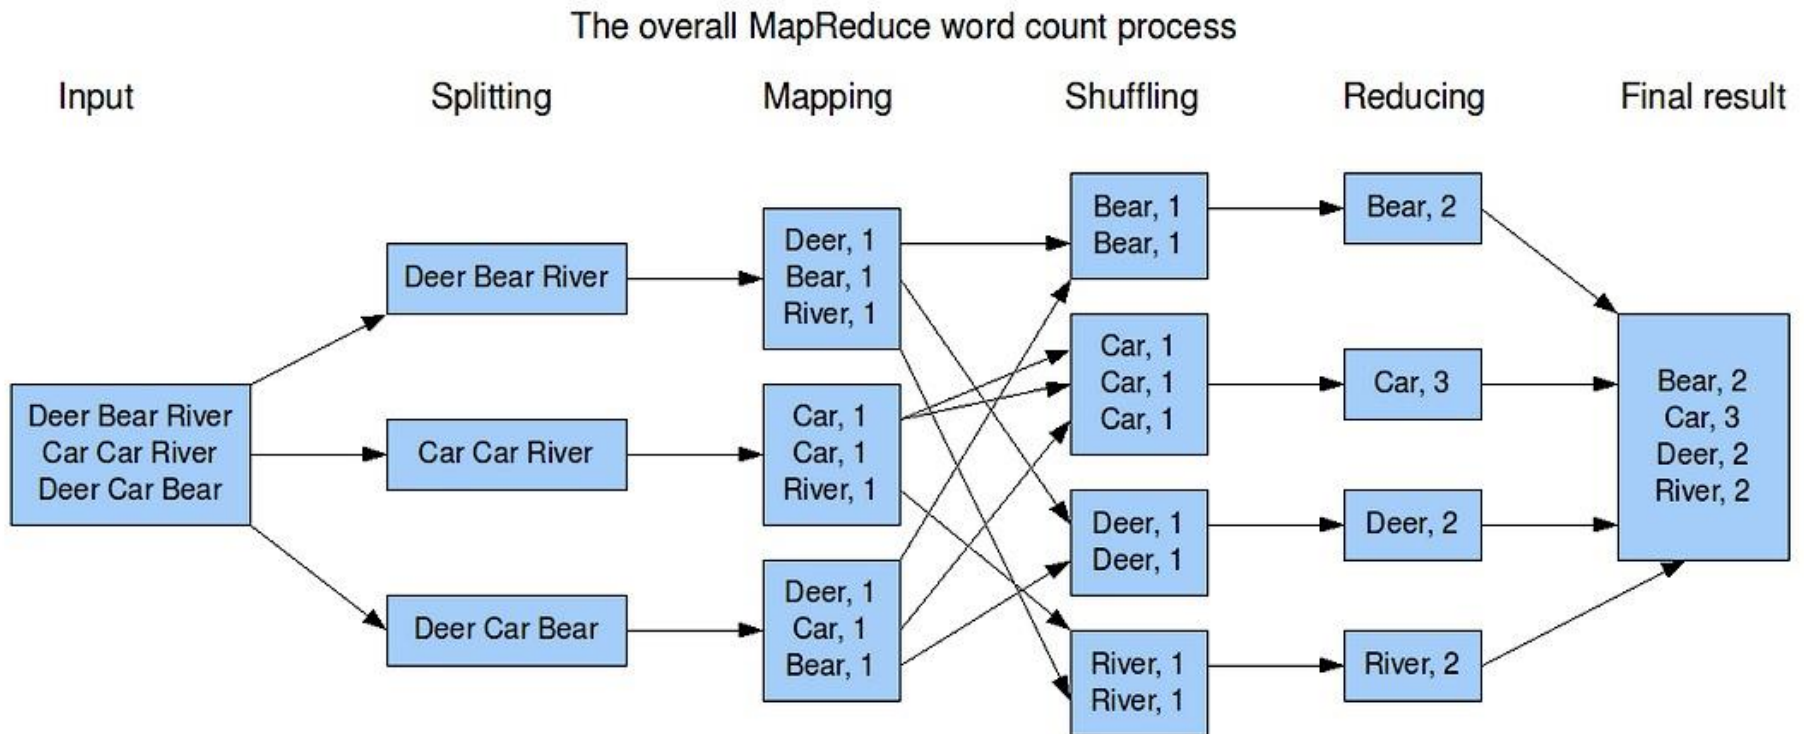 The overall MapReduce word count process
Input
Splitting
Mapping
Shuffling
Reducing
Final result
Deer Bear River
Car Car River
Deer Car Bear
Deer Bear River
Car Car River
Deer Car Bear
Deer, 1
Bear, 1
River, 1
Car, 1
Car, 1
River, 1
Deer, 1
Car, 1
Bear, 1
Bear, 1
Bear, 1
Car, 1
Car, 1
Car, 1
Deer, 1
Deer, 1
River, 1
River, 1
Bear, 2
Car, 3
Deer, 2
River, 2
Bear, 2
Car, 3
Deer, 2
River, 2